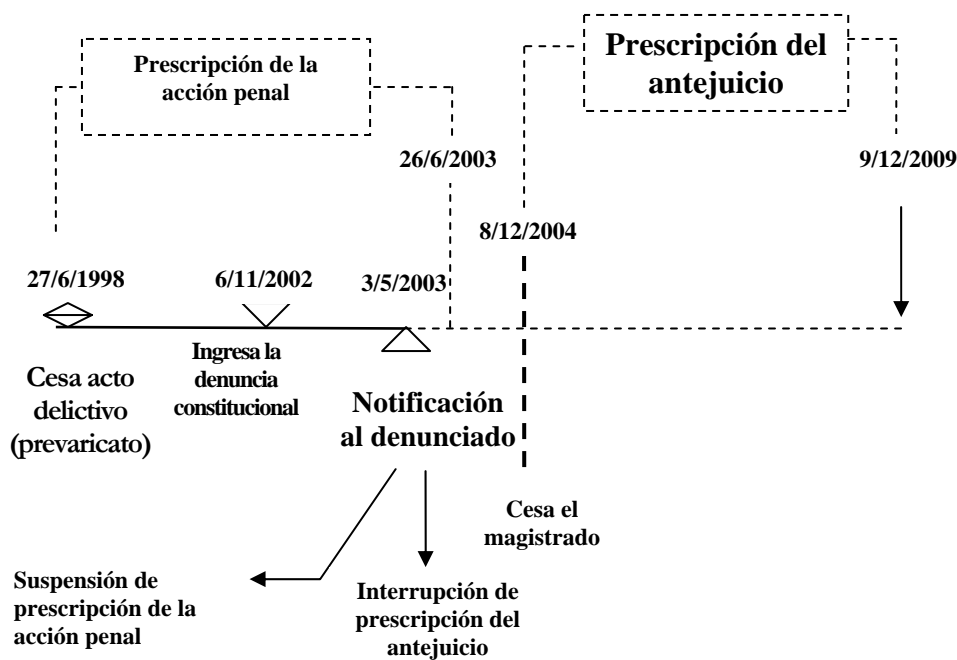 Prescripción de la
acción penal
Prescripción del
antejuicio
26/6/2003
9/12/2009
8/12/2004
27/6/1998
6/11/2002
3/5/2003
Cesa acto
delictivo
(prevaricato)
Ingresa la
denuncia
constitucional
Notificación
al denunciado
Cesa el
magistrado
Suspensión de
prescripción de la
acción penal
Interrupción de
prescripción del
antejuicio